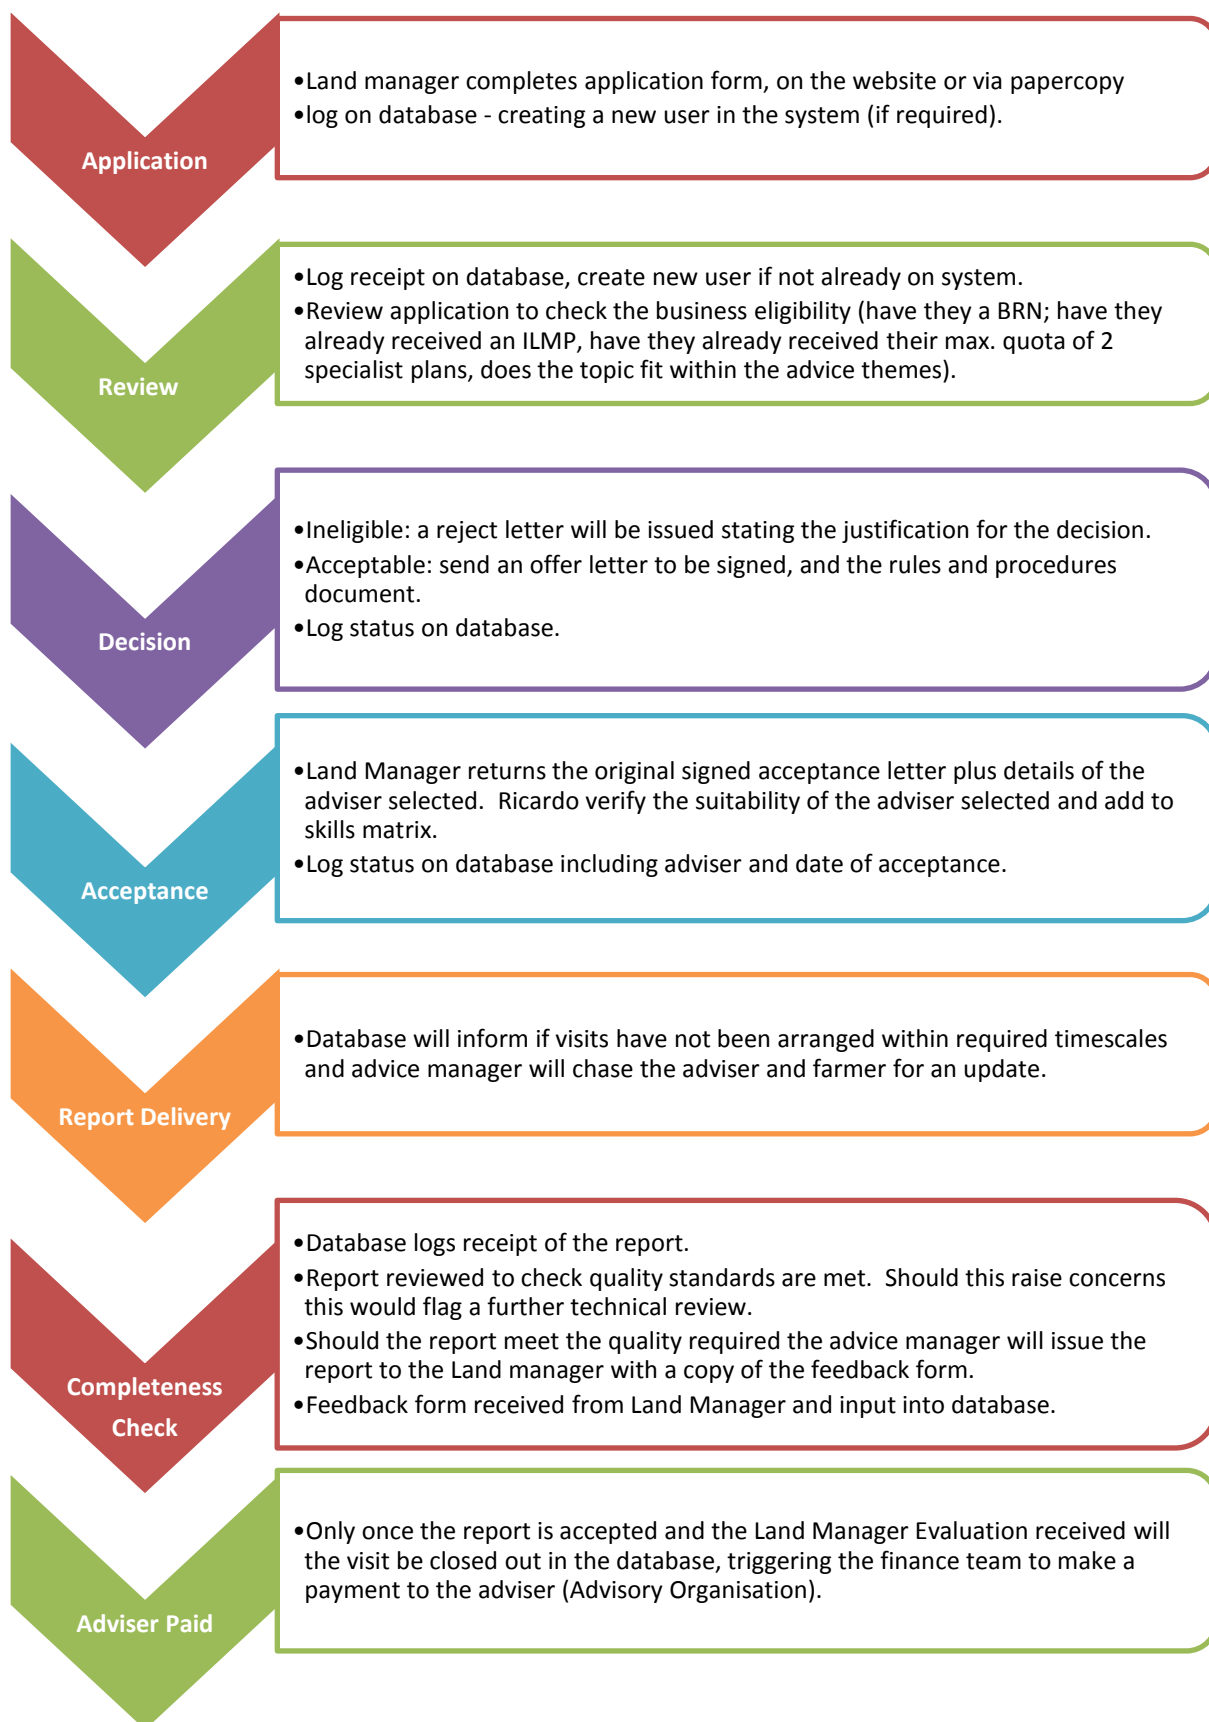 •Land manager completes application form, on the website or via papercopy
•log on database - creating a new user in the system (if required).
Application
•Log receipt on database, create new user if not already on system.
•Review application to check the business eligibility (have they a BRN; have they
already received an ILMP, have they already received their max. quota of 2
specialist plans, does the topic fit within the advice themes).
Review
•Ineligible: a reject letter will be issued stating the justification for the decision.
•Acceptable: send an offer letter to be signed, and the rules and procedures
document.
•Log status on database.
Decision
•Land Manager returns the original signed acceptance letter plus details of the
adviser selected.  Ricardo verify the suitability of the adviser selected and add to
skills matrix.
•Log status on database including adviser and date of acceptance.
Acceptance
•Database will inform if visits have not been arranged within required timescales
and advice manager will chase the adviser and farmer for an update.
Report Delivery
•Database logs receipt of the report.
•Report reviewed to check quality standards are met.  Should this raise concerns
this would flag a further technical review.
•Should the report meet the quality required the advice manager will issue the
report to the Land manager with a copy of the feedback form.
•Feedback form received from Land Manager and input into database.
Completeness
Check
•Only once the report is accepted and the Land Manager Evaluation received will
the visit be closed out in the database, triggering the finance team to make a
payment to the adviser (Advisory Organisation).
Adviser Paid